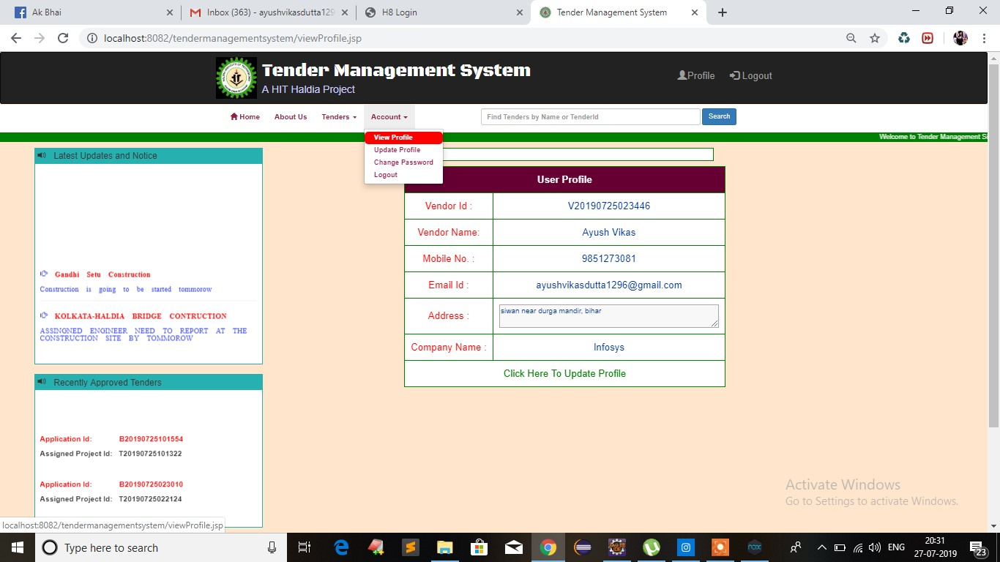 Ak Bhai
Inbox (363) - ayushvikasdutta129
H8 Login
Tender Management System
localhost:8082/tendermanagementsystem/viewProfile.jsp
Tender Management System
A HIT Haldia Project
Profile
Logout
Home
About Us
Tenders
Account
Find Tenders by Name or TenderId
Search
View Profile
Update Profile
Change Password
Logout
Welcome to Tender Management Si
Latest Updates and Notice
Gandhi Setu Construction
Construction is going to be started tommorow
KOLKATA-HALDIA BRIDGE CONTRUCTION
ASSINGNED ENGINEER NEED TO REPORT AT THE
CONSTRUCTION SITE BY TOMMOROW
Recently Approved Tenders
Application Id: B20190725101554
Assigned Project Id: T20190725101322
Application Id: B20190725023010
Assigned Project Id: T20190725022124
User Profile
Vendor Id : V20190725023446
Vendor Name: Ayush Vikas
Mobile No. : 9851273081
Email Id : ayushvikasdutta1296@gmail.com
Address : siwan near durga mandir, bihar
Company Name : Infosys
Click Here To Update Profile
Activate Windows
Go to Settings to activate Windows.
localhost:8082/tendermanagementsystem/viewProfile.jsp
Type here to search
ENG
20:31
27-07-2019
23